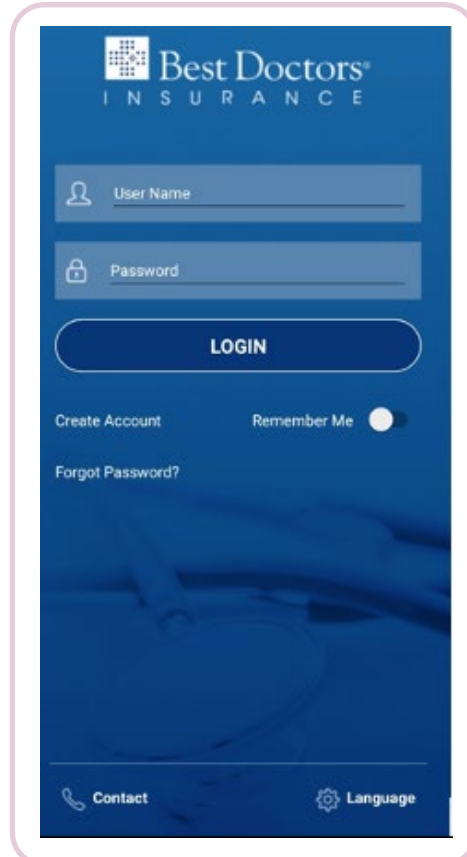 Best Doctors®
INSURANCE
User Name
Password
LOGIN
Create Account Remember Me
Forgot Password?
Contact Language